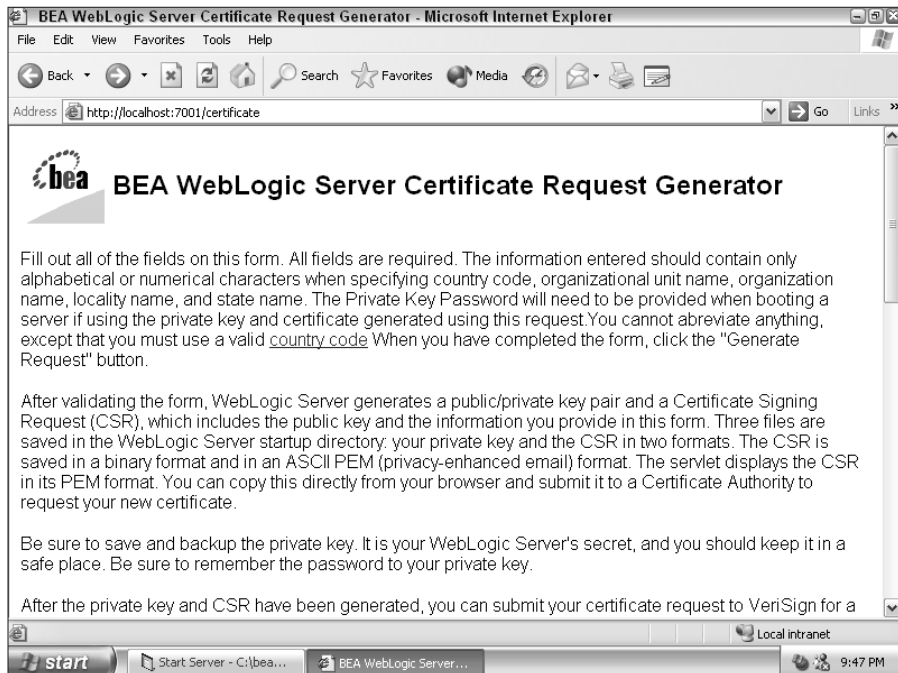 BEA WebLogic Server Certificate Request Generator - Microsoft Internet Explorer
File Edit View Favorites Tools Help
Back Search Favorites Media
Address http://localhost:7001/certificate Go Links »
bea
BEA WebLogic Server Certificate Request Generator
Fill out all of the fields on this form. All fields are required. The information entered should contain only
alphabetical or numerical characters when specifying country code, organizational unit name, organization
name, locality name, and state name. The Private Key Password will need to be provided when booting a
server if using the private key and certificate generated using this request.You cannot abreviate anything,
except that you must use a valid country code When you have completed the form, click the "Generate
Request" button.
After validating the form, WebLogic Server generates a public/private key pair and a Certificate Signing
Request (CSR), which includes the public key and the information you provide in this form. Three files are
saved in the WebLogic Server startup directory: your private key and the CSR in two formats. The CSR is
saved in a binary format and in an ASCII PEM (privacy-enhanced email) format. The servlet displays the CSR
in its PEM format. You can copy this directly from your browser and submit it to a Certificate Authority to
request your new certificate.
Be sure to save and backup the private key. It is your WebLogic Server's secret, and you should keep it in a
safe place. Be sure to remember the password to your private key.
After the private key and CSR have been generated, you can submit your certificate request to VeriSign for a
Local intranet
start Start Server - C:\bea... BEA WebLogic Server... 9:47 PM